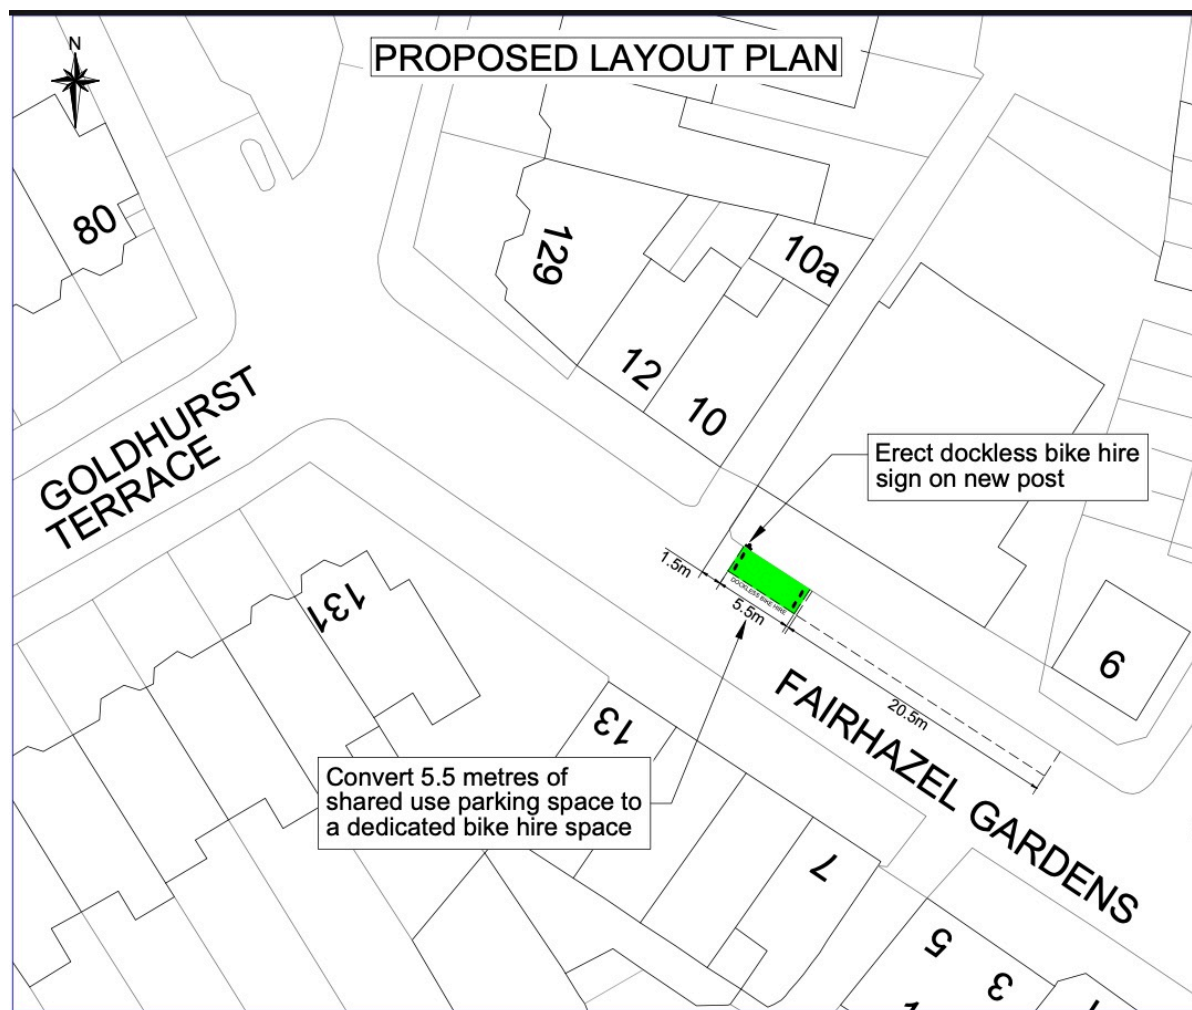 N
PROPOSED LAYOUT PLAN
80
129
10a
12
10
GOLDHURST
TERRACE
Erect dockless bike hire
sign on new post
1.5m
DOCKLESS BIKE HIRE
5.5m
131
6
20.5m
FAIRHAZEL GARDENS
13
Convert 5.5 metres of
shared use parking space to
a dedicated bike hire space
7
5
3